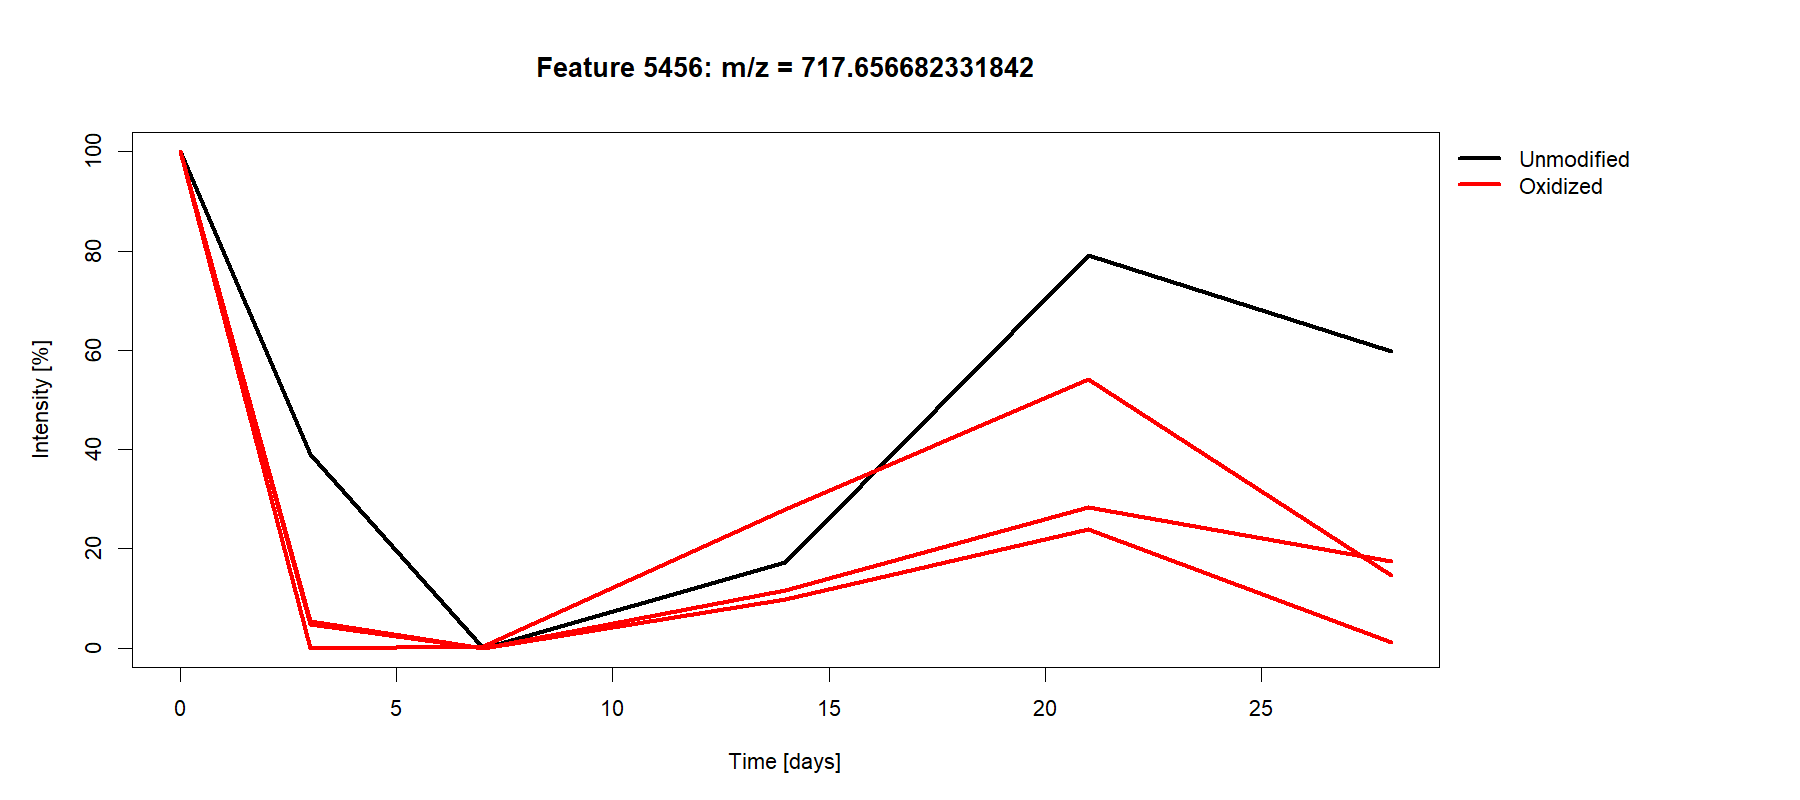 Feature 5456: m/z = 717.656682331842
Unmodified
Oxidized
Intensity [%]
100
80
60
40
20
0
0 5 10 15 20 25
Time [days]